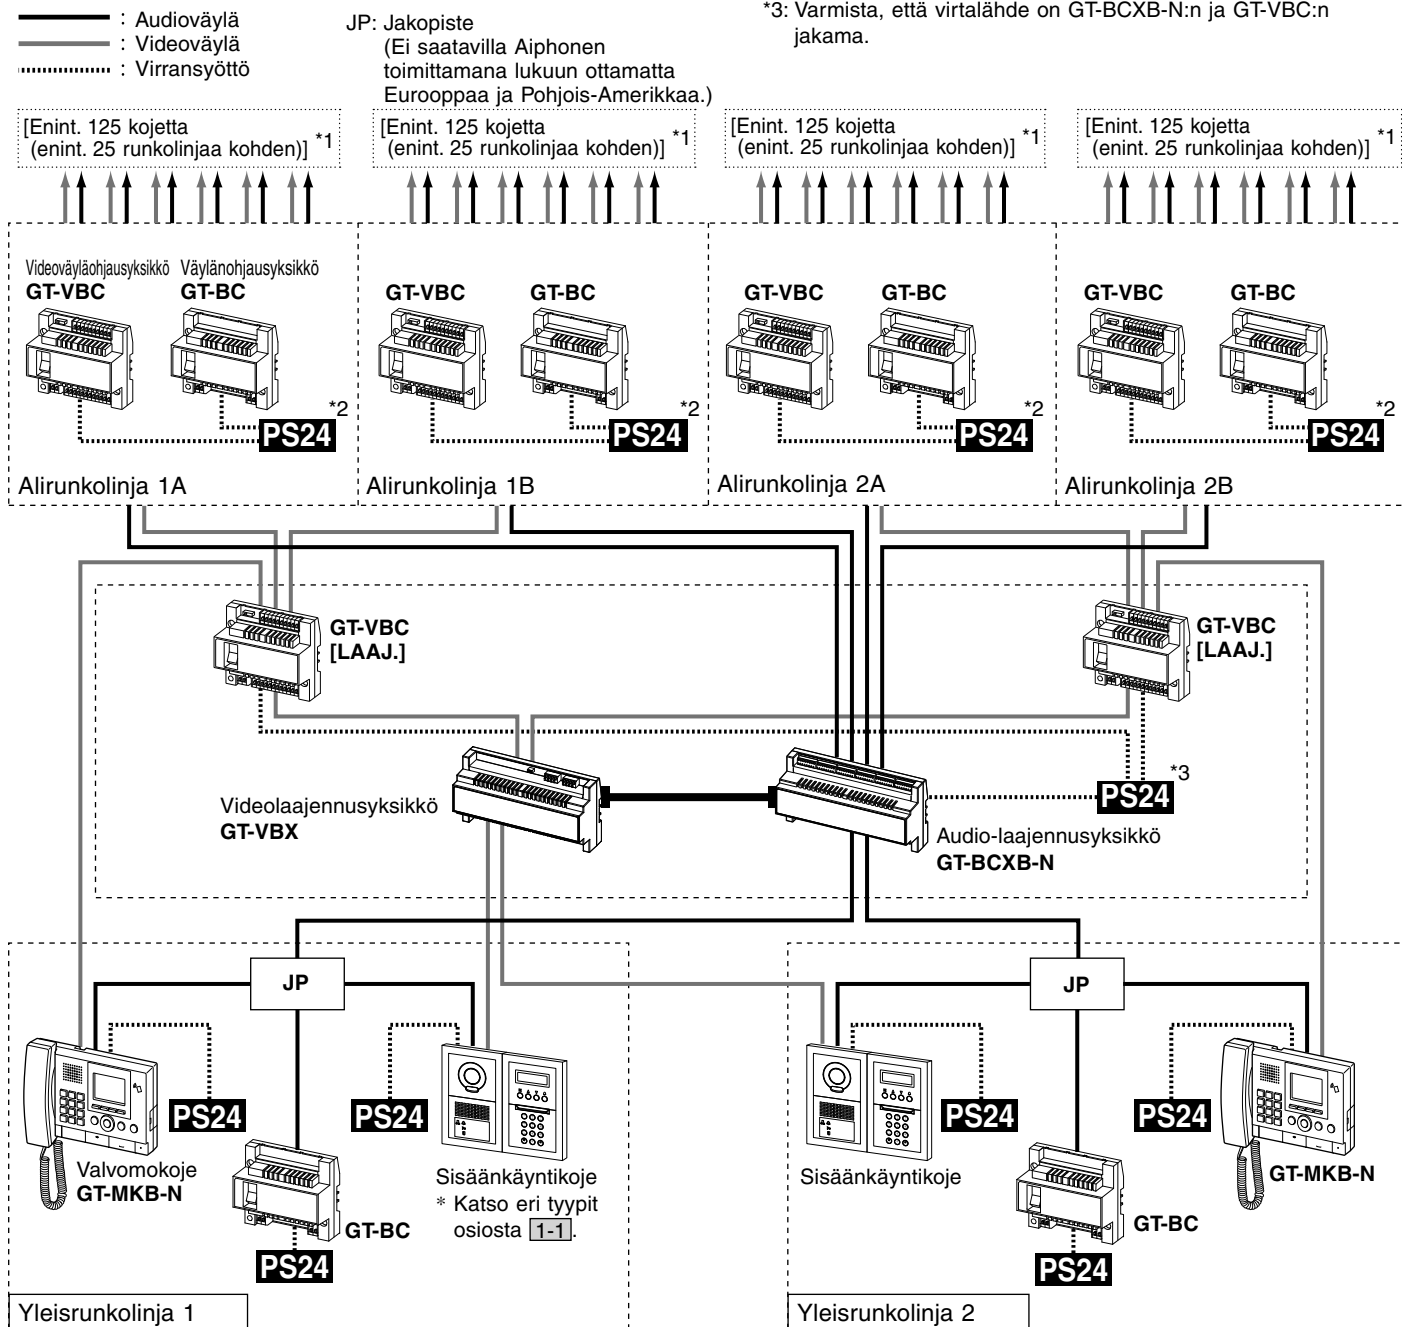 : Audioväylä
: Videoväylä
: Virransyöttö
JP: Jakopiste
(Ei saatavilla Aiphonen
toimittamana lukuun ottamatta
Eurooppaa ja Pohjois-Amerikkaa.)
*3: Varmista, että virtalähde on GT-BCXB-N:n ja GT-VBC:n
jakama.
[Enint. 125 kojetta
(enint. 25 runkolinjaa kohden)] *1
[Enint. 125 kojetta
(enint. 25 runkolinjaa kohden)] *1
[Enint. 125 kojetta
(enint. 25 runkolinjaa kohden)] *1
[Enint. 125 kojetta
(enint. 25 runkolinjaa kohden)] *1
Videoväyläohjausyksikkö
GT-VBC
Väylänohjausyksikkö
GT-BC
*2
PS24
Alirunkolinja 1A
GT-VBC
GT-BC
*2
PS24
Alirunkolinja 1B
GT-VBC
GT-BC
*2
PS24
Alirunkolinja 2A
GT-VBC
GT-BC
*2
PS24
Alirunkolinja 2B
GT-VBC
[LAAJ.]
GT-VBC
[LAAJ.]
Videolaajennusyksikkö
GT-VBX
PS24 *3
Audio-laajennusyksikkö
GT-BCXB-N
JP
PS24
PS24
Valvomokoje
GT-MKB-N
GT-BC
PS24
Sisäänkäyntikoje
* Katso eri tyypit
osiosta 1-1.
Yleisrunkolinja 1
JP
PS24
PS24
Sisäänkäyntikoje
GT-MKB-N
GT-BC
PS24
Yleisrunkolinja 2